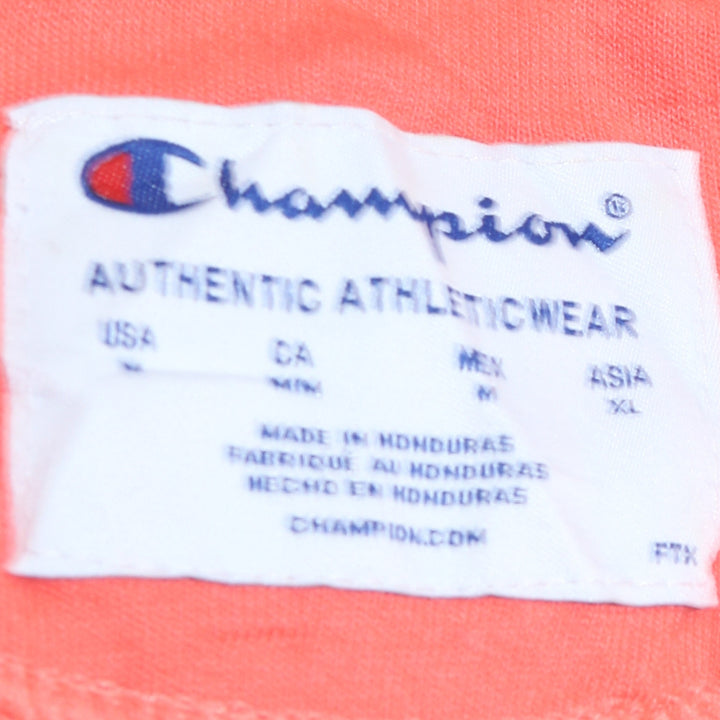 Champion®
AUTHENTIC ATHLETICWEAR
USA CA MEX ASIA
M M/M M XL
MADE IN HONDURAS
FABRIQUÉ AU HONDURAS
HECHO EN HONDURAS
CHAMPION.COM
FTX